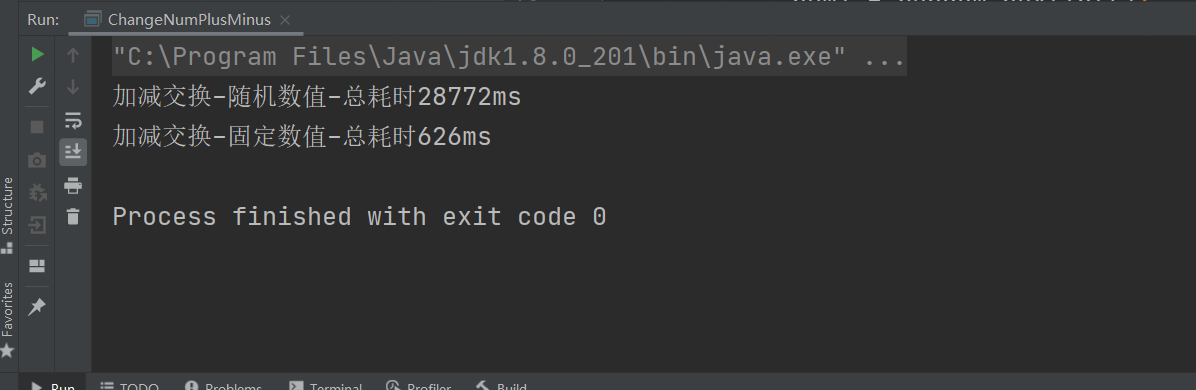 Run: ChangeNumPlusMinus
"C:\Program Files\Java\jdk1.8.0_201\bin\java.exe" ...
加减交换-随机数值-总耗时28772ms
加减交换-固定数值-总耗时626ms
Process finished with exit code 0
Structure
Favorites
Run TODO Problems Terminal Profiler Build